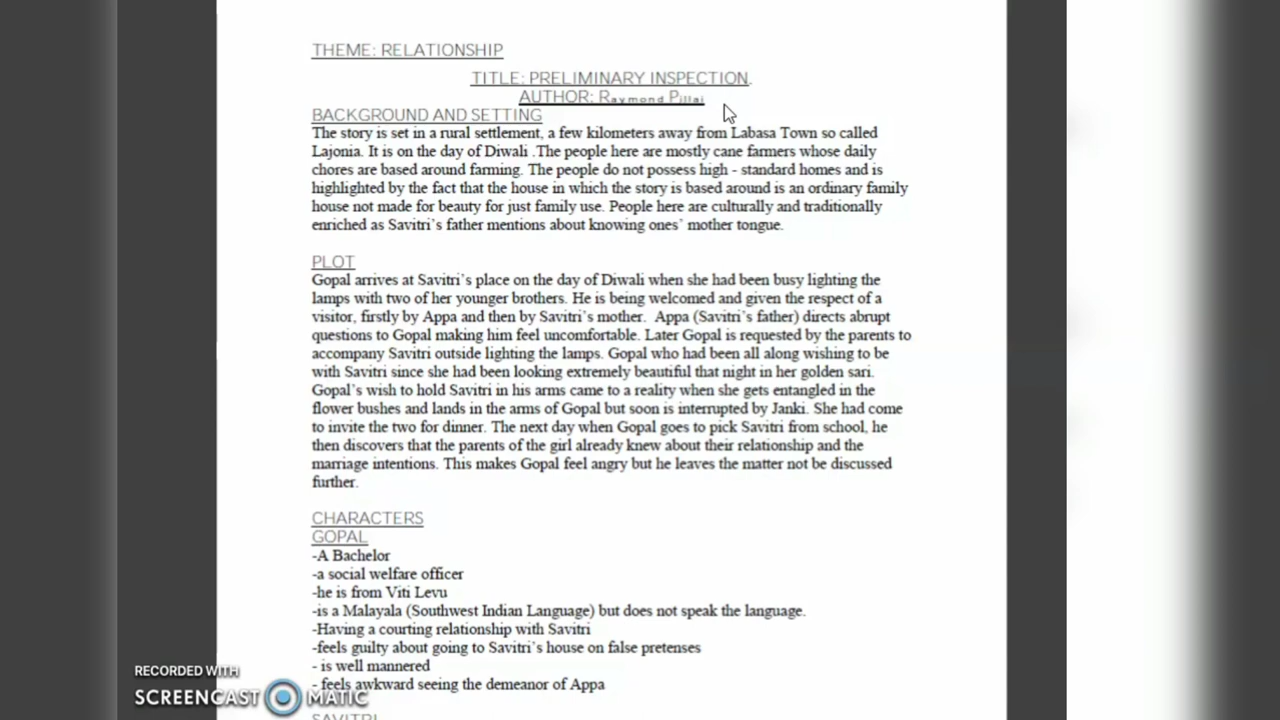 THEME: RELATIONSHIP
TITLE: PRELIMINARY INSPECTION.
AUTHOR: Raymond Pillai
BACKGROUND AND SETTING
The story is set in a rural settlement, a few kilometers away from Labasa Town so called
Lajonia. It is on the day of Diwali .The people here are mostly cane farmers whose daily
chores are based around farming. The people do not possess high - standard homes and is
highlighted by the fact that the house in which the story is based around is an ordinary family
house not made for beauty for just family use. People here are culturally and traditionally
enriched as Savitri's father mentions about knowing ones' mother tongue.
PLOT
Gopal arrives at Savitri's place on the day of Diwali when she had been busy lighting the
lamps with two of her younger brothers. He is being welcomed and given the respect of a
visitor, firstly by Appa and then by Savitri's mother.  Appa (Savitri's father) directs abrupt
questions to Gopal making him feel uncomfortable. Later Gopal is requested by the parents to
accompany Savitri outside lighting the lamps. Gopal who had been all along wishing to be
with Savitri since she had been looking extremely beautiful that night in her golden sari.
Gopal's wish to hold Savitri in his arms came to a reality when she gets entangled in the
flower bushes and lands in the arms of Gopal but soon is interrupted by Janki. She had come
to invite the two for dinner. The next day when Gopal goes to pick Savitri from school, he
then discovers that the parents of the girl already knew about their relationship and the
marriage intentions. This makes Gopal feel angry but he leaves the matter not be discussed
further.
CHARACTERS
GOPAL
-A Bachelor
-a social welfare officer
-he is from Viti Levu
-is a Malayala (Southwest Indian Language) but does not speak the language.
-Having a courting relationship with Savitri
-feels guilty about going to Savitri's house on false pretenses
- is well mannered
- feels awkward seeing the demeanor of Appa
SAVITRI
RECORDED WITH
SCREENCAST MATIC